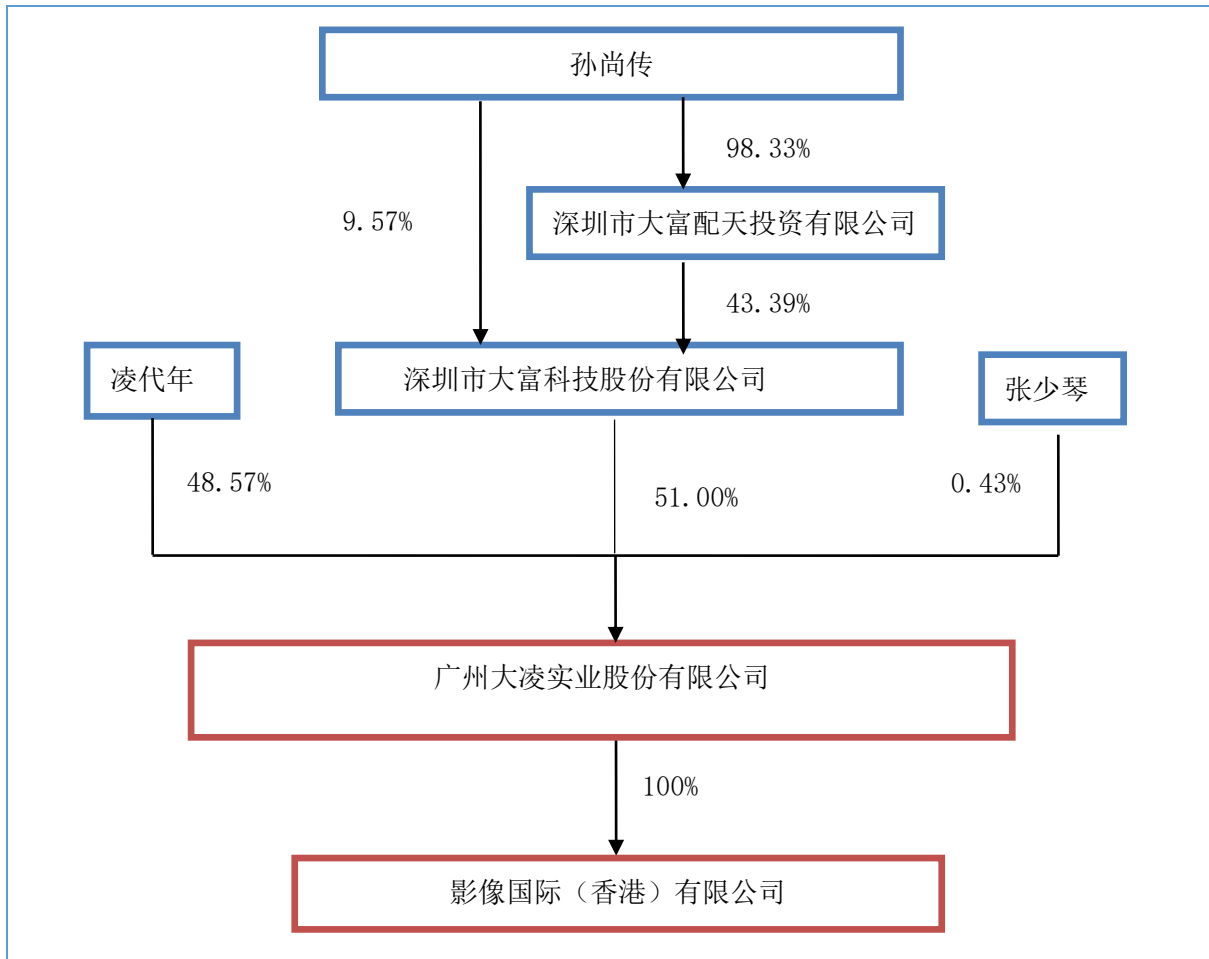 孙尚传
98.33%
9.57%
深圳市大富配天投资有限公司
43.39%
凌代年
深圳市大富科技股份有限公司
张少琴
48.57%
51.00%
0.43%
广州大凌实业股份有限公司
100%
影像国际（香港）有限公司